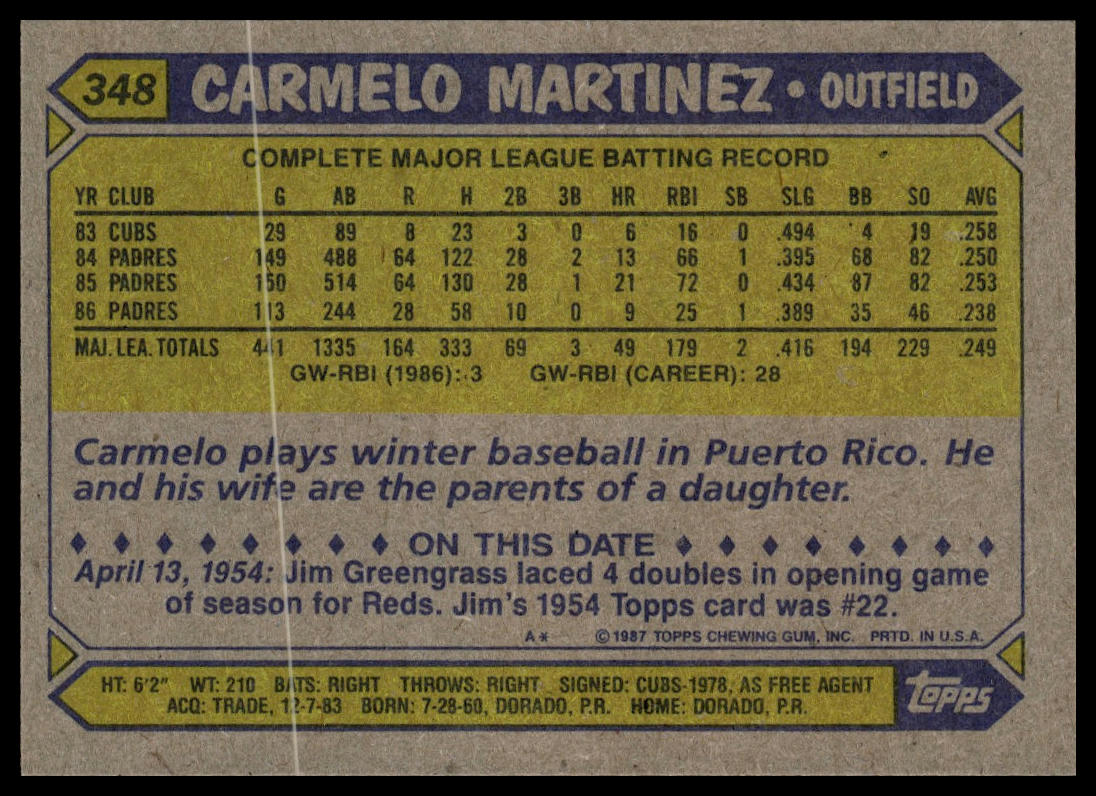 348 CARMELO MARTINEZ • OUTFIELD
COMPLETE MAJOR LEAGUE BATTING RECORD
YR CLUB G AB R H 2B 3B HR RBI SB SLG BB SO AVG
83 CUBS 29 89 8 23 3 0 6 16 0 .494 4 19 .258
84 PADRES 149 488 64 122 28 2 13 66 1 .395 68 82 .250
85 PADRES 150 514 64 130 28 1 21 72 0 .434 87 82 .253
86 PADRES 113 244 28 58 10 0 9 25 1 .389 35 46 .238
MAJ. LEA. TOTALS 441 1335 164 333 69 3 49 179 2 .416 194 229 .249
GW-RBI (1986): 3 GW-RBI (CAREER): 28
Carmelo plays winter baseball in Puerto Rico. He
and his wife are the parents of a daughter.
ON THIS DATE
April 13, 1954: Jim Greengrass laced 4 doubles in opening game
of season for Reds. Jim's 1954 Topps card was #22.
A* ©1987 TOPPS CHEWING GUM, INC. PRTD. IN U.S.A.
HT: 6'2" WT: 210 BATS: RIGHT THROWS: RIGHT SIGNED: CUBS-1978, AS FREE AGENT
ACQ: TRADE, 12-7-83 BORN: 7-28-60, DORADO, P.R. HOME: DORADO, P.R.
topps